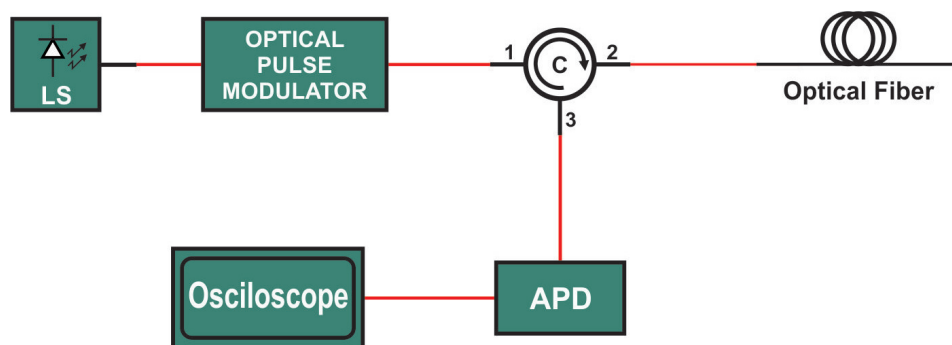 LS
OPTICAL
PULSE
MODULATOR
1
C
2
3
Optical Fiber
Osciloscope
APD